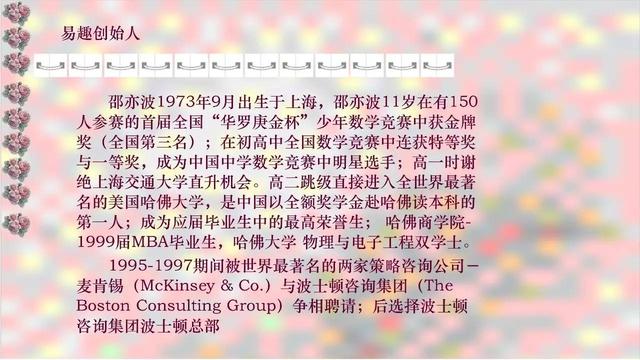 易趣创始人
邵亦波1973年9月出生于上海，邵亦波11岁在有150
人参赛的首届全国“华罗庚金杯”少年数学竞赛中获金牌
奖（全国第三名）；在初高中全国数学竞赛中连获特等奖
与一等奖，成为中国中学数学竞赛中明星选手；高一时谢
绝上海交通大学直升机会。高二跳级直接进入全世界最著
名的美国哈佛大学，是中国以全额奖学金赴哈佛读本科的
第一人；成为应届毕业生中的最高荣誉生； 哈佛商学院-
1999届MBA毕业生，哈佛大学 物理与电子工程双学士。
1995-1997期间被世界最著名的两家策略咨询公司－
麦肯锡（McKinsey & Co.）与波士顿咨询集团（The
Boston Consulting Group）争相聘请；后选择波士顿
咨询集团波士顿总部